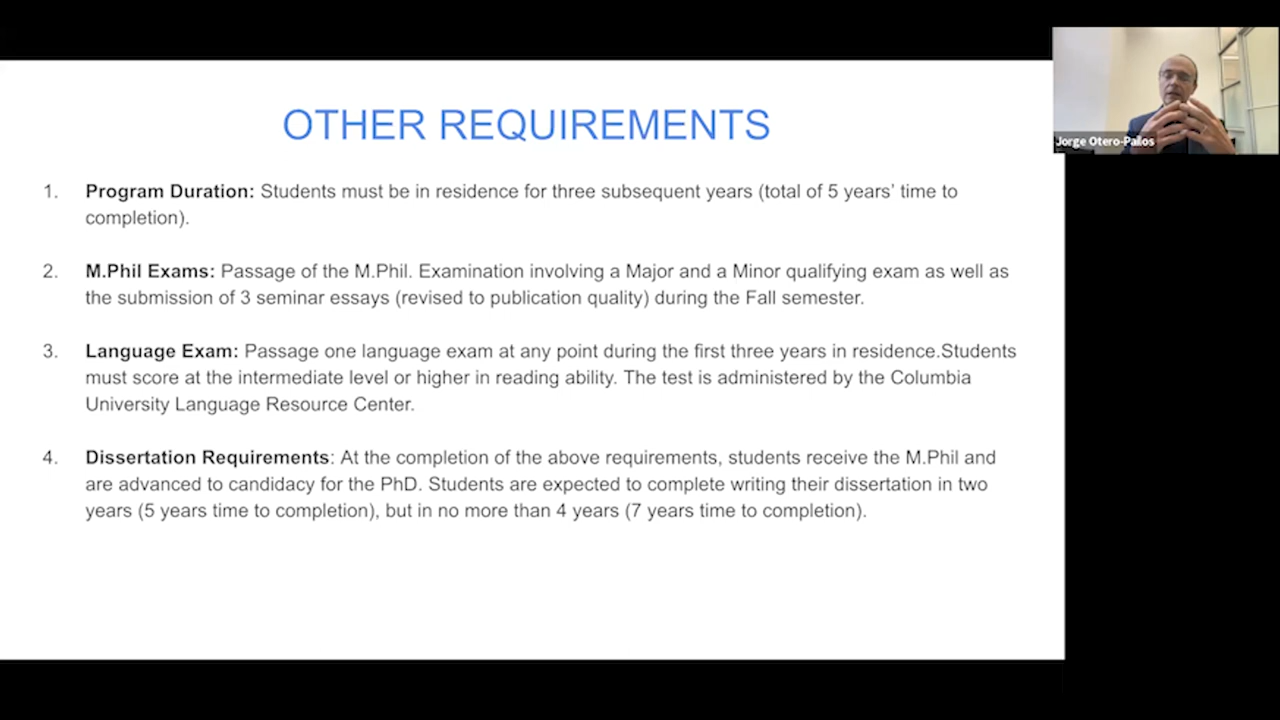 OTHER REQUIREMENTS
Jorge Otero-Pailos
1. Program Duration: Students must be in residence for three subsequent years (total of 5 years' time to
completion).
2. M.Phil Exams: Passage of the M.Phil. Examination involving a Major and a Minor qualifying exam as well as
the submission of 3 seminar essays (revised to publication quality) during the Fall semester.
3. Language Exam: Passage one language exam at any point during the first three years in residence.Students
must score at the intermediate level or higher in reading ability. The test is administered by the Columbia
University Language Resource Center.
4. Dissertation Requirements: At the completion of the above requirements, students receive the M.Phil and
are advanced to candidacy for the PhD. Students are expected to complete writing their dissertation in two
years (5 years time to completion), but in no more than 4 years (7 years time to completion).